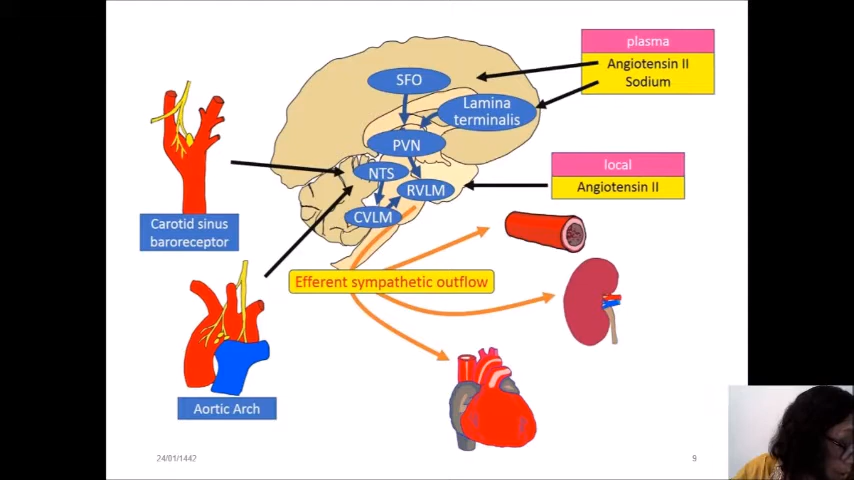 plasma
Angiotensin II
Sodium
SFO
Lamina
terminalis
PVN
NTS
RVLM
CVLM
local
Angiotensin II
Carotid sinus
baroreceptor
Efferent sympathetic outflow
Aortic Arch
24/01/1442
9